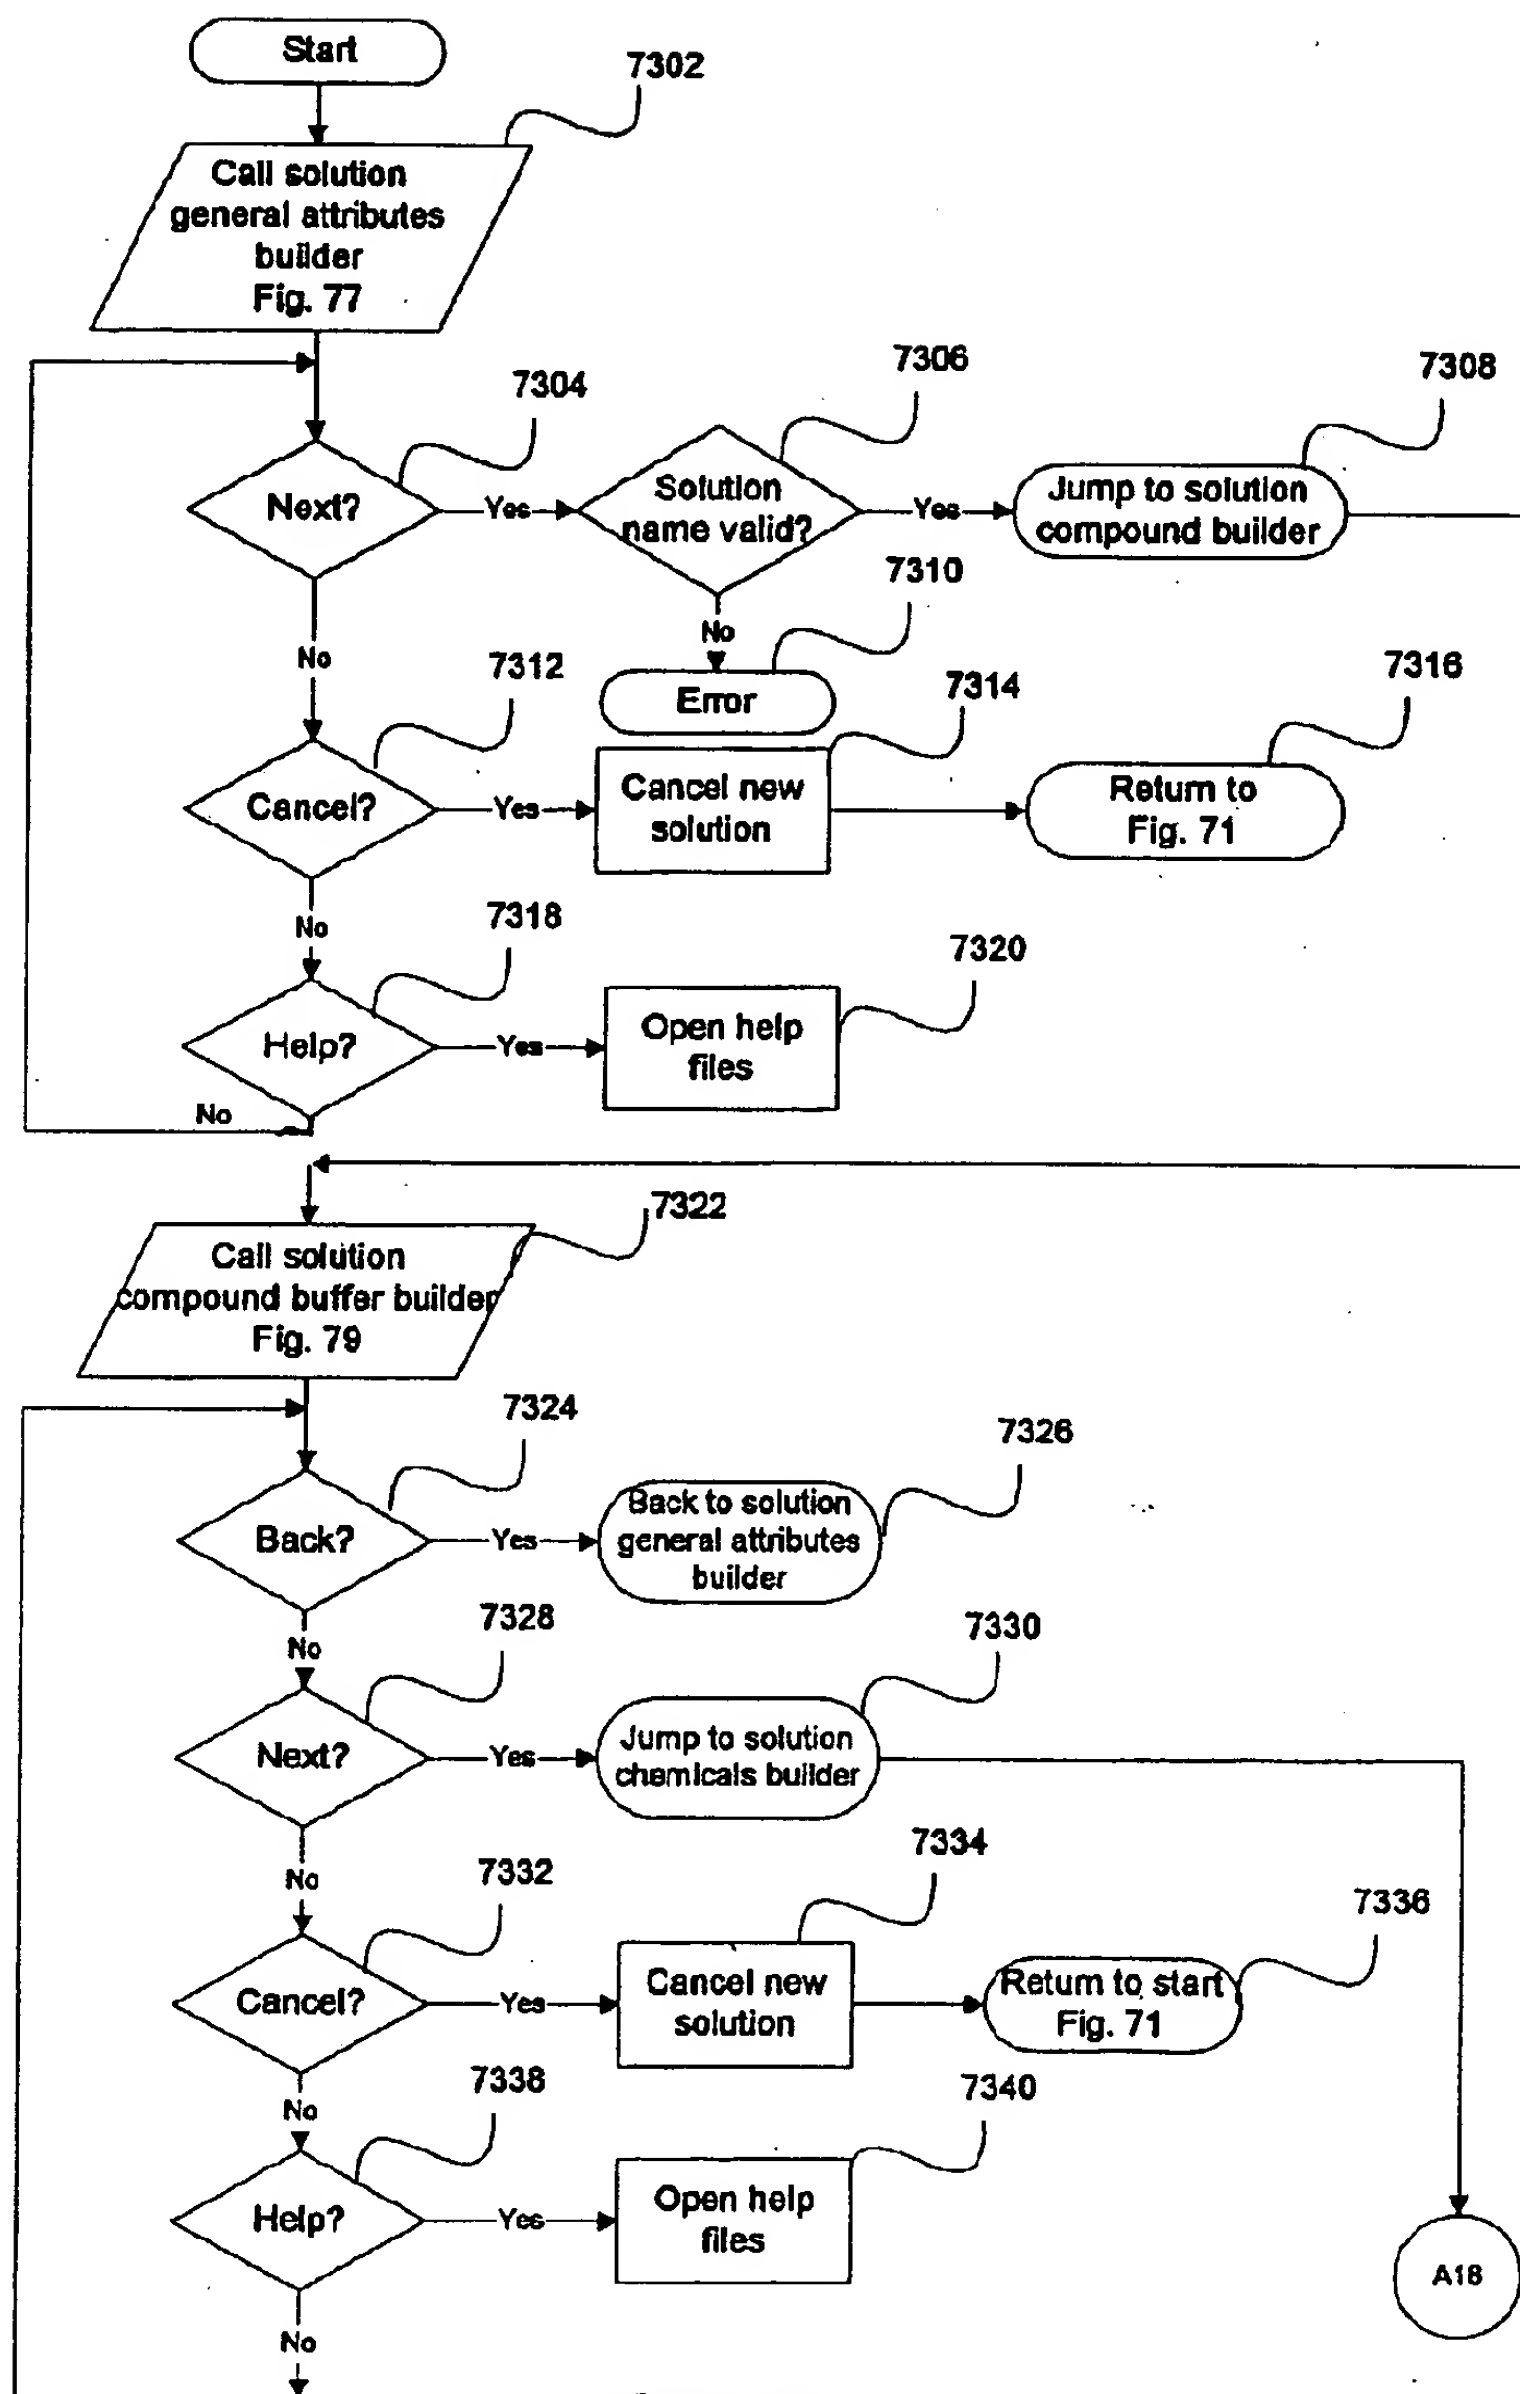 Start
7302
Call solution
general attributes
builder
Fig. 77
7304
7306
7308
Next?
Yes
Solution
name valid?
Yes
Jump to solution
compound builder
No
7310
Error
No
7312
7314
7316
Cancel?
Yes
Cancel new
solution
Return to
Fig. 71
No
7318
7320
Help?
Yes
Open help
files
No
7322
Call solution
compound buffer builder
Fig. 79
7324
7326
Back?
Yes
Back to solution
general attributes
builder
No
7328
7330
Next?
Yes
Jump to solution
chemicals builder
No
7332
7334
7336
Cancel?
Yes
Cancel new
solution
Return to start
Fig. 71
No
7338
7340
Help?
Yes
Open help
files
No
A18